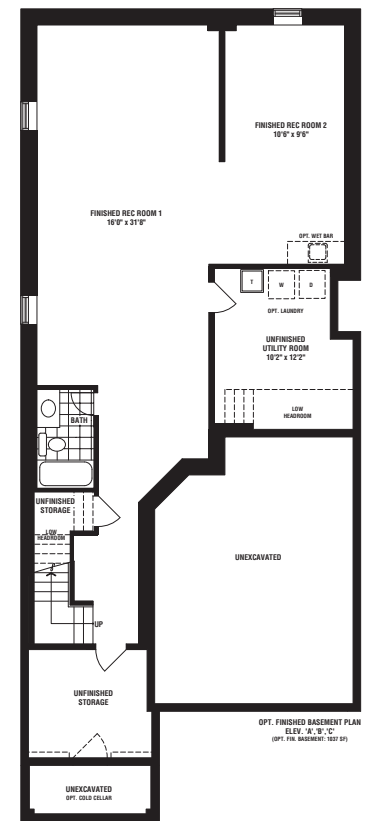 FINISHED REC ROOM 2
10'6" x 9'6"
FINISHED REC ROOM 1
16'0" x 31'8"
OPT. WET BAR
T
W
D
OPT. LAUNDRY
UNFINISHED
UTILITY ROOM
10'2" x 12'2"
LOW
HEADROOM
BATH
UNFINISHED
STORAGE
LOW
HEADROOM
UNEXCAVATED
UP
UNFINISHED
STORAGE
OPT. FINISHED BASEMENT PLAN
ELEV. 'A','B','C'
(OPT. FIN. BASEMENT: 1037 SF)
UNEXCAVATED
OPT. COLD CELLAR